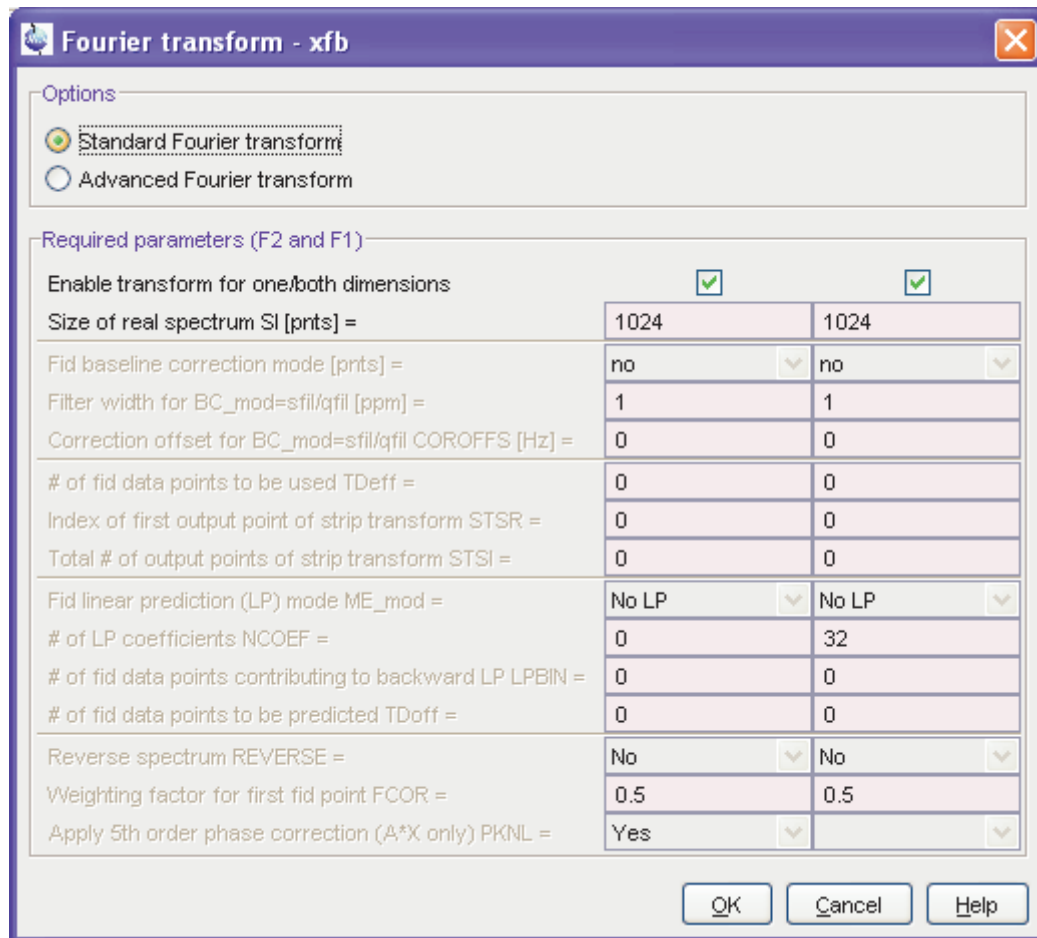 Fourier transform - xfb
Options
Standard Fourier transform
Advanced Fourier transform
Required parameters (F2 and F1)
Enable transform for one/both dimensions
Size of real spectrum SI [pnts] = 1024 1024
Fid baseline correction mode [pnts] = no no
Filter width for BC_mod=sfil/qfil [ppm] = 1 1
Correction offset for BC_mod=sfil/qfil COROFFS [Hz] = 0 0
# of fid data points to be used TDeff = 0 0
Index of first output point of strip transform STSR = 0 0
Total # of output points of strip transform STSI = 0 0
Fid linear prediction (LP) mode ME_mod = No LP No LP
# of LP coefficients NCOEF = 0 32
# of fid data points contributing to backward LP LPBIN = 0 0
# of fid data points to be predicted TDoff = 0 0
Reverse spectrum REVERSE = No No
Weighting factor for first fid point FCOR = 0.5 0.5
Apply 5th order phase correction (A*X only) PKNL = Yes
OK Cancel Help